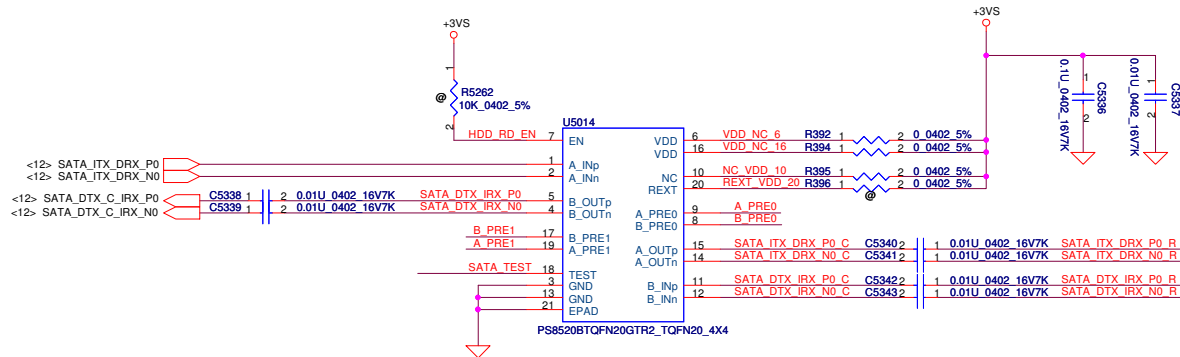 +3VS
+3VS
1
@
R5262
10K_0402_5%
2
0.1U_0402_16V7K
1
2
C5336
0.01U_0402_16V7K
1
2
C5337
U5014
HDD_RD_EN 7 EN
VDD 6 VDD_NC_6 R392 1 2 0_0402_5%
VDD 16 VDD_NC_16 R394 1 2 0_0402_5%
<12> SATA_ITX_DRX_P0 1 A_INp
<12> SATA_ITX_DRX_N0 2 A_INn
NC 10 NC_VDD_10 R395 1 2 0_0402_5%
REXT 20 REXT_VDD_20 R396 1 2 0_0402_5%
@
<12> SATA_DTX_C_IRX_P0 C5338 1 2 0.01U_0402_16V7K SATA_DTX_IRX_P0 5 B_OUTp
<12> SATA_DTX_C_IRX_N0 C5339 1 2 0.01U_0402_16V7K SATA_DTX_IRX_N0 4 B_OUTn
A_PRE0 9 A_PRE0
B_PRE0 8 B_PRE0
B_PRE1 17 B_PRE1
A_PRE1 19 A_PRE1
A_OUTp 15 SATA_ITX_DRX_P0_C C5340 2 1 0.01U_0402_16V7K SATA_ITX_DRX_P0_R
A_OUTn 14 SATA_ITX_DRX_N0_C C5341 2 1 0.01U_0402_16V7K SATA_ITX_DRX_N0_R
SATA_TEST 18 TEST
3 GND
13 GND
21 EPAD
B_INp 11 SATA_DTX_IRX_P0_C C5342 2 1 0.01U_0402_16V7K SATA_DTX_IRX_P0_R
B_INn 12 SATA_DTX_IRX_N0_C C5343 2 1 0.01U_0402_16V7K SATA_DTX_IRX_N0_R
PS8520BTQFN20GTR2_TQFN20_4X4